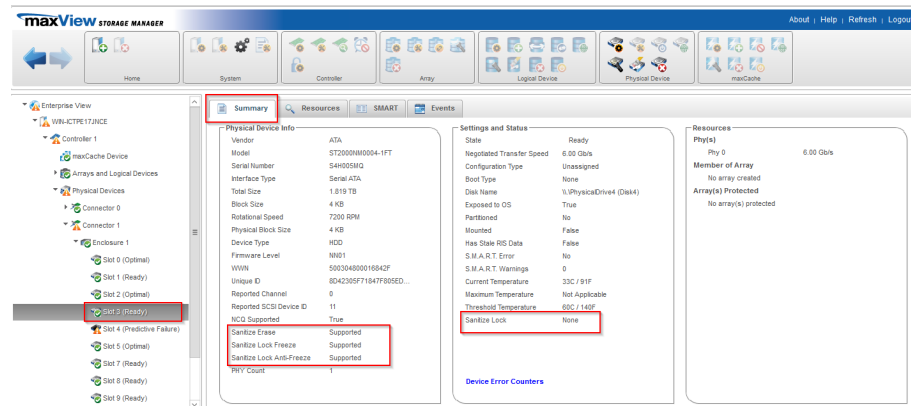 maxView STORAGE MANAGER
About | Help | Refresh | Logout
Home
System
Controller
Array
Logical Device
Physical Device
maxCache
Enterprise View
WIN-ICTPE17JNCE
Controller 1
maxCache Device
Arrays and Logical Devices
Physical Devices
Connector 0
Connector 1
Enclosure 1
Slot 0 (Optimal)
Slot 1 (Ready)
Slot 2 (Optimal)
Slot 3 (Ready)
Slot 4 (Predictive Failure)
Slot 5 (Optimal)
Slot 7 (Ready)
Slot 8 (Ready)
Slot 9 (Ready)
Summary Resources SMART Events
Physical Device Info
Vendor ATA
Model ST2000NM0004-1FT
Serial Number S4H005MQ
Interface Type Serial ATA
Total Size 1.819 TB
Block Size 4 KB
Rotational Speed 7200 RPM
Physical Block Size 4 KB
Device Type HDD
Firmware Level NN01
WWN 500304800016842F
Unique ID 8D42305F71847F805ED...
Reported Channel 0
Reported SCSI Device ID 11
NCQ Supported True
Sanitize Erase Supported
Sanitize Lock Freeze Supported
Sanitize Lock Anti-Freeze Supported
PHY Count 1
Settings and Status
State Ready
Negotiated Transfer Speed 6.00 Gb/s
Configuration Type Unassigned
Boot Type None
Disk Name \\.\PhysicalDrive4 (Disk4)
Exposed to OS True
Partitioned No
Mounted False
Has Stale RIS Data False
S.M.A.R.T. Error No
S.M.A.R.T. Warnings 0
Current Temperature 33C / 91F
Maximum Temperature Not Applicable
Threshold Temperature 60C / 140F
Sanitize Lock None
Device Error Counters
Resources
Phy(s)
Phy 0 6.00 Gb/s
Member of Array
No array created
Array(s) Protected
No array(s) protected